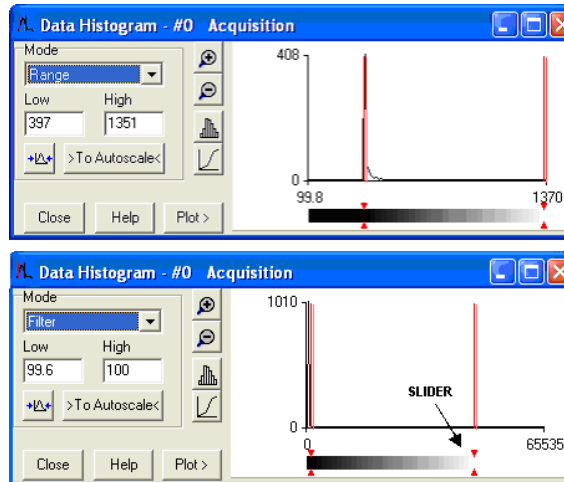 Data Histogram - #0 Acquisition
Mode
Range
Low High
397 1351
>To Autoscale<
Close Help Plot >
408
0
99.8 1370
Data Histogram - #0 Acquisition
Mode
Filter
Low High
99.6 100
>To Autoscale<
Close Help Plot >
1010
0
SLIDER
0 65535